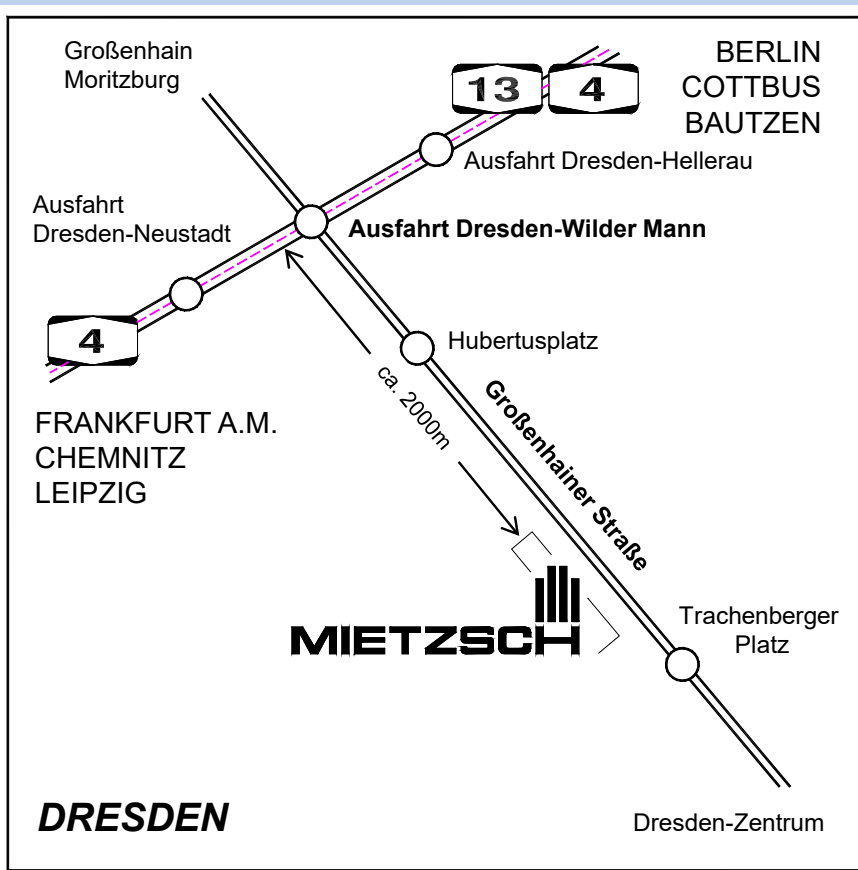 Großenhain
Moritzburg
BERLIN
COTTBUS
BAUTZEN
13
4
Ausfahrt Dresden-Hellerau
Ausfahrt
Dresden-Neustadt
Ausfahrt Dresden-Wilder Mann
4
Hubertusplatz
ca. 2000m
Großenhainer Straße
FRANKFURT A.M.
CHEMNITZ
LEIPZIG
MIETZSCH
Trachenberger
Platz
DRESDEN
Dresden-Zentrum